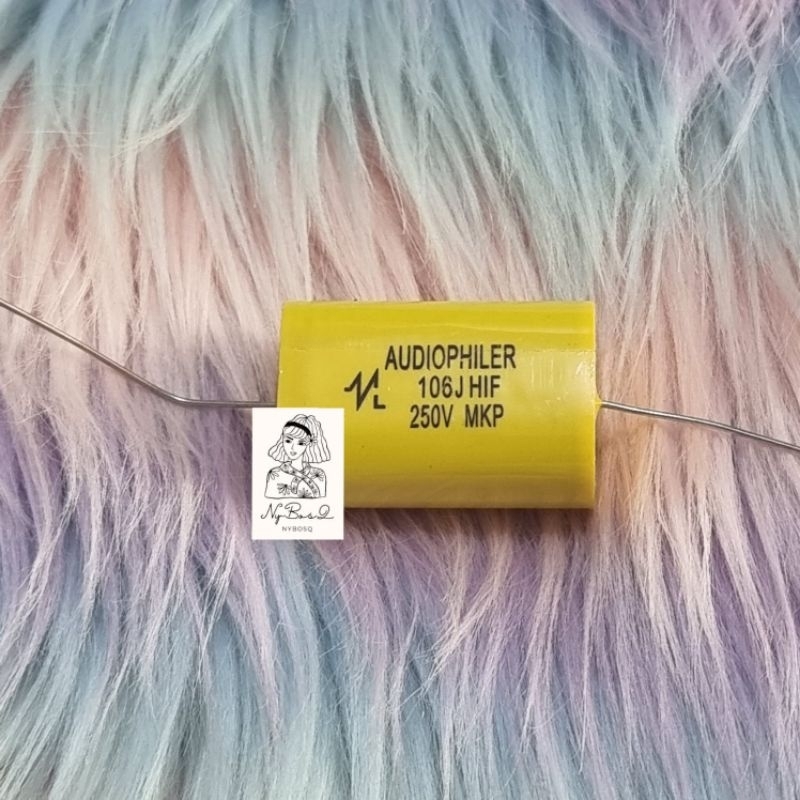 AUDIOPHILER
106J HIF
250V MKP
L
NyBosQ
NYBOSQ